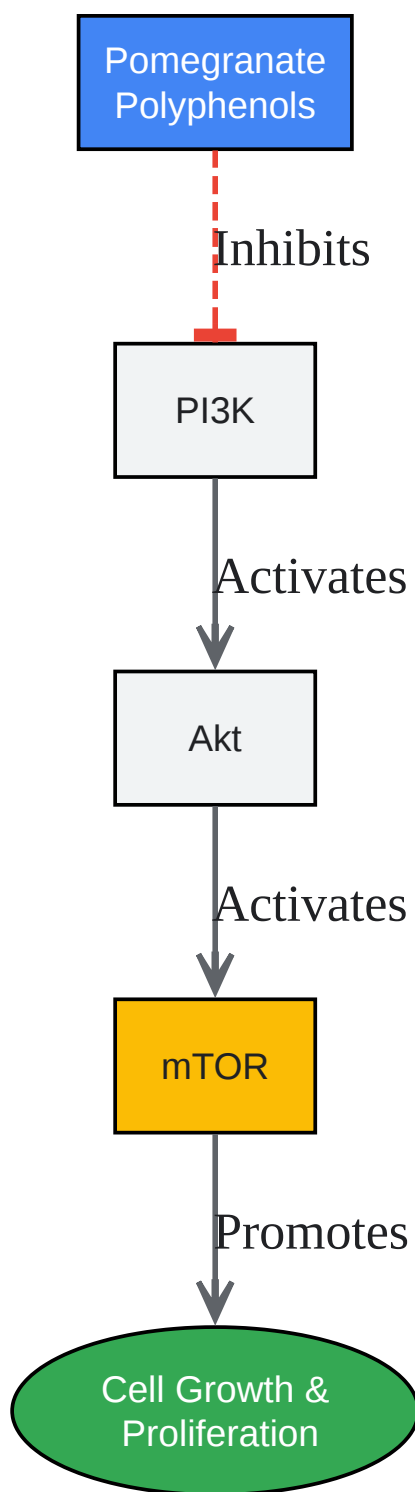 Pomegranate
Polyphenols
Inhibits
PI3K
Activates
Akt
Activates
mTOR
Promotes
Cell Growth &
Proliferation